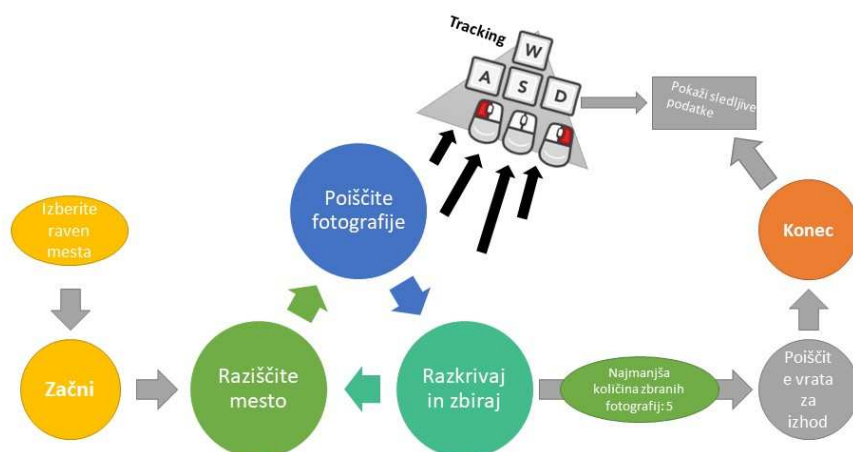 Tracking
W
A
S
D
Pokaži sledljive
podatke
Poiščite
fotografije
Izberite
raven
mesta
Konec
Začni
Raziščite
mesto
Razkrivaj
in zbiraj
Najmanjša
količina zbranih
fotografij: 5
Poiščit
e vrata
za
izhod